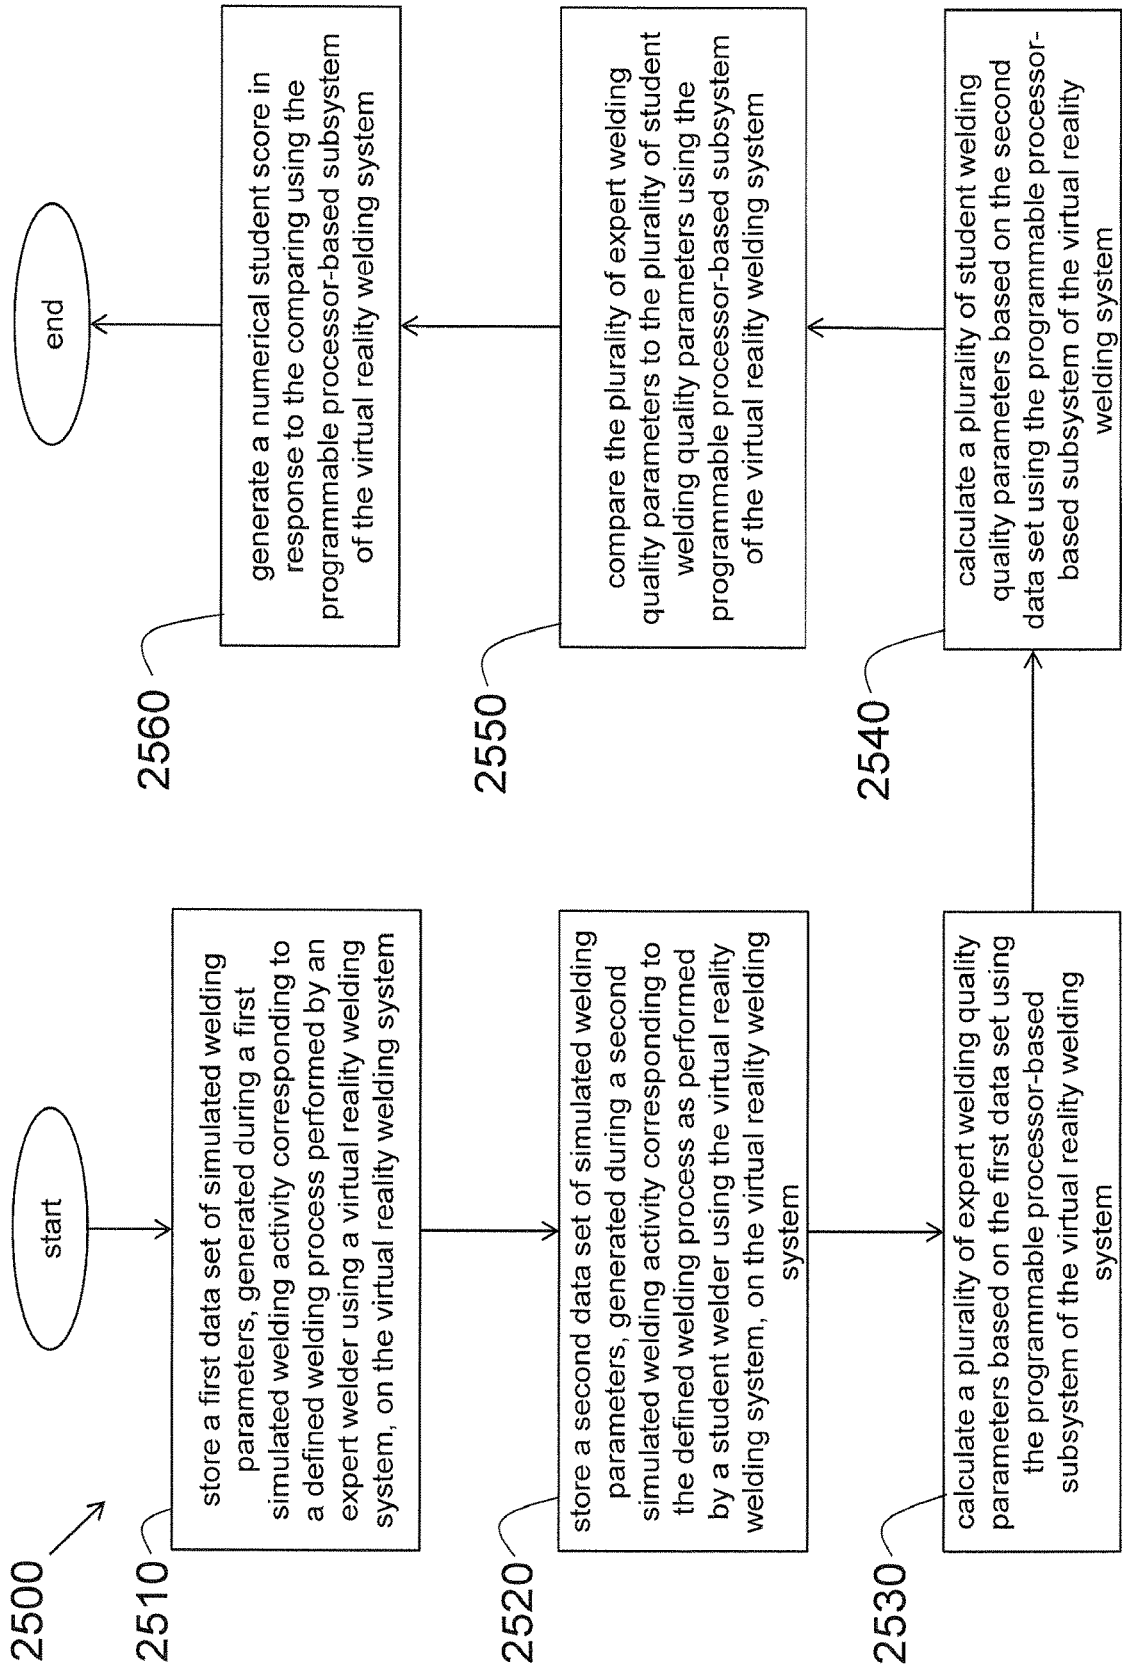 2500
start
2510
store a first data set of simulated welding
parameters, generated during a first
simulated welding activity corresponding to
a defined welding process performed by an
expert welder using a virtual reality welding
system, on the virtual reality welding system
2520
store a second data set of simulated welding
parameters, generated during a second
simulated welding activity corresponding to
the defined welding process as performed
by a student welder using the virtual reality
welding system, on the virtual reality welding
system
2530
calculate a plurality of expert welding quality
parameters based on the first data set using
the programmable processor-based
subsystem of the virtual reality welding
system
2540
calculate a plurality of student welding
quality parameters based on the second
data set using the programmable processor-
based subsystem of the virtual reality
welding system
2550
compare the plurality of expert welding
quality parameters to the plurality of student
welding quality parameters using the
programmable processor-based subsystem
of the virtual reality welding system
2560
generate a numerical student score in
response to the comparing using the
programmable processor-based subsystem
of the virtual reality welding system
end